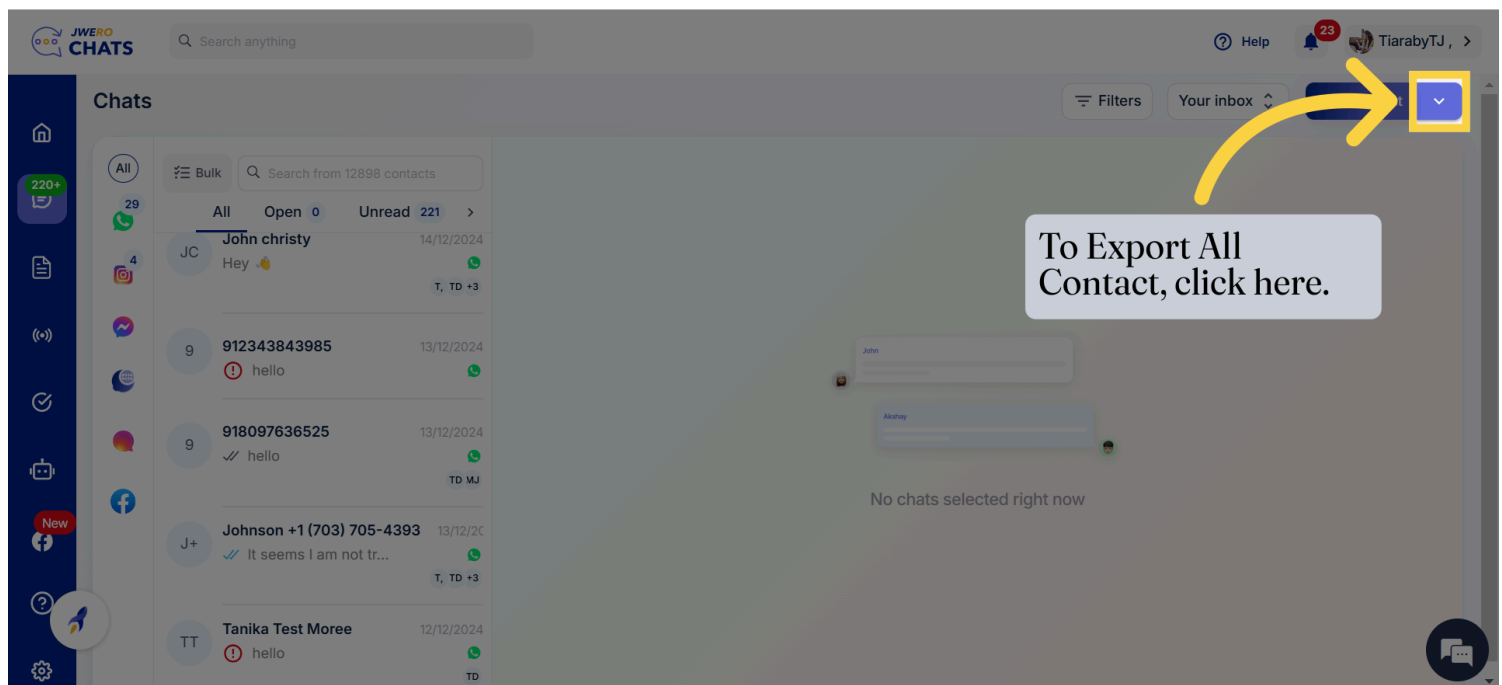 JWERO
CHATS
Search anything
Help
23
TiarabyTJ ,
Chats
Filters
Your inbox
220+
All
Bulk
Search from 12898 contacts
29
All
Open 0
Unread 221
JC
John christy
14/12/2024
Hey 👋
4
T, TD +3
To Export All
Contact, click here.
9
912343843985
13/12/2024
hello
John
Akshay
9
918097636525
13/12/2024
hello
TD MJ
No chats selected right now
New
J+
Johnson +1 (703) 705-4393
13/12/20
It seems I am not tr...
T, TD +3
TT
Tanika Test Moree
12/12/2024
hello
TD